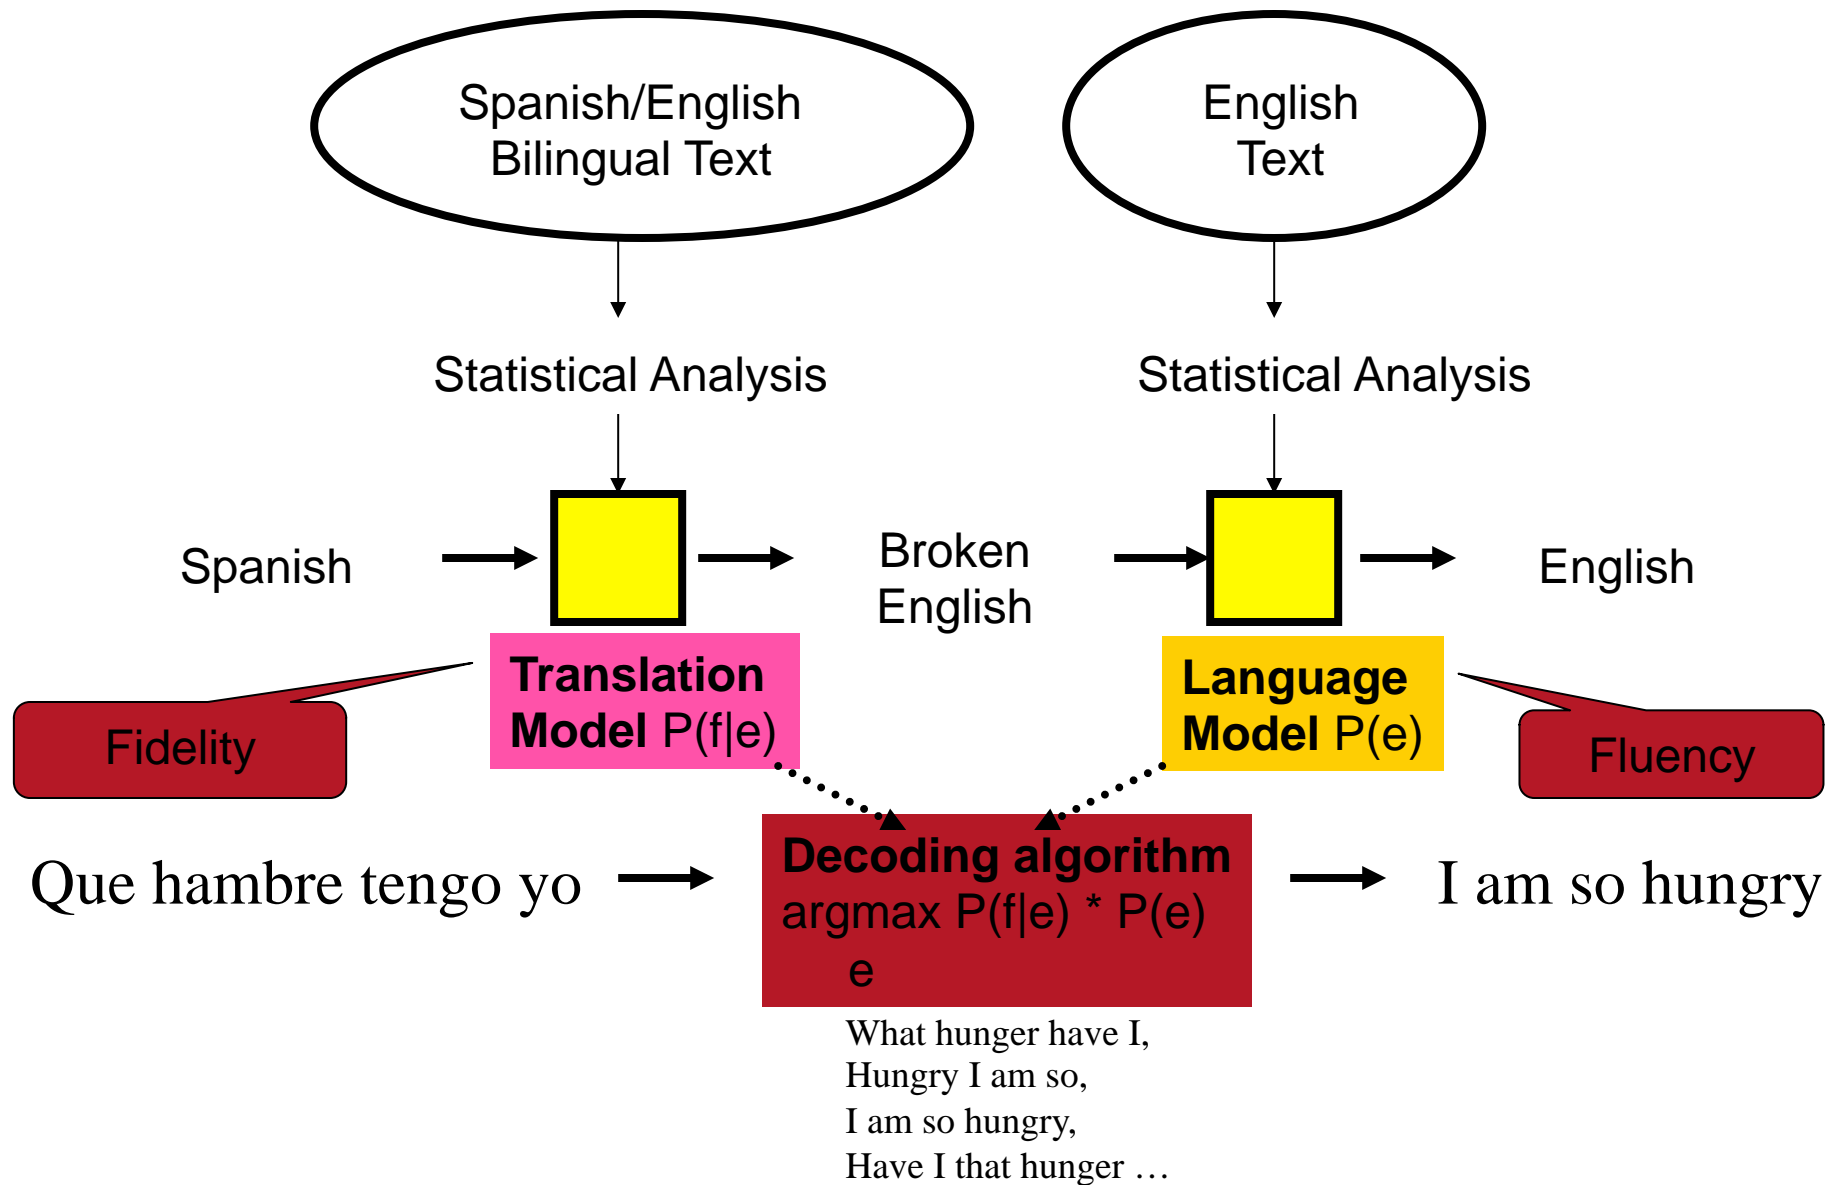 Spanish/English
Bilingual Text
English
Text
Statistical Analysis
Statistical Analysis
Spanish
Broken
English
English
Translation
Model P(f|e)
Language
Model P(e)
Fidelity
Fluency
Que hambre tengo yo
Decoding algorithm
argmax P(f|e) * P(e)
e
I am so hungry
What hunger have I,
Hungry I am so,
I am so hungry,
Have I that hunger …